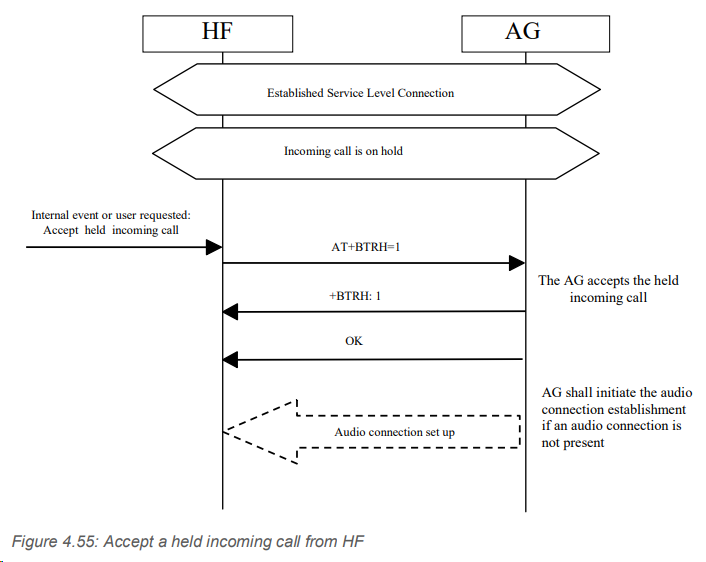 HF
AG
Established Service Level Connection
Incoming call is on hold
Internal event or user requested:
Accept held incoming call
AT+BTRH=1
The AG accepts the held
incoming call
+BTRH: 1
OK
AG shall initiate the audio
connection establishment
if an audio connection is
not present
Audio connection set up
Figure 4.55: Accept a held incoming call from HF